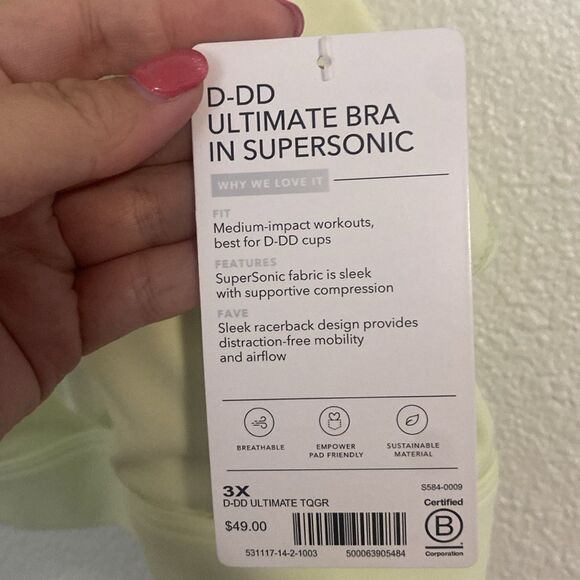 D-DD
ULTIMATE BRA
IN SUPERSONIC
WHY WE LOVE IT
FIT
Medium-impact workouts,
best for D-DD cups
FEATURES
SuperSonic fabric is sleek
with supportive compression
FAVE
Sleek racerback design provides
distraction-free mobility
and airflow
BREATHABLE
EMPOWER
PAD FRIENDLY
SUSTAINABLE
MATERIAL
3X
S584-0009
D-DD ULTIMATE TQGR
$49.00
Certified
B
Corporation
531117-14-2-1003
500063905484